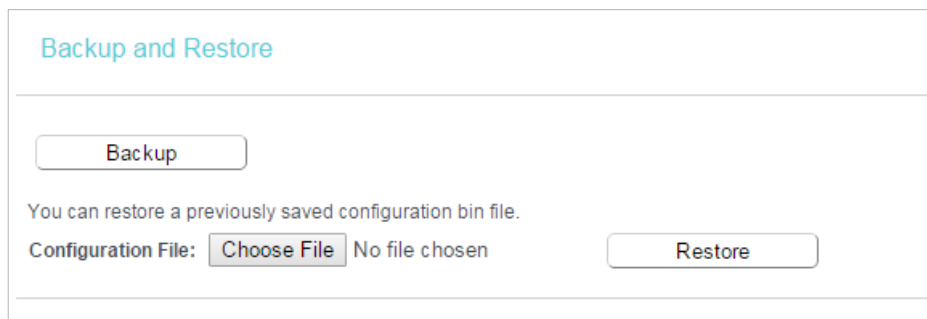 Backup and Restore
Backup
You can restore a previously saved configuration bin file.
Configuration File: Choose File No file chosen Restore